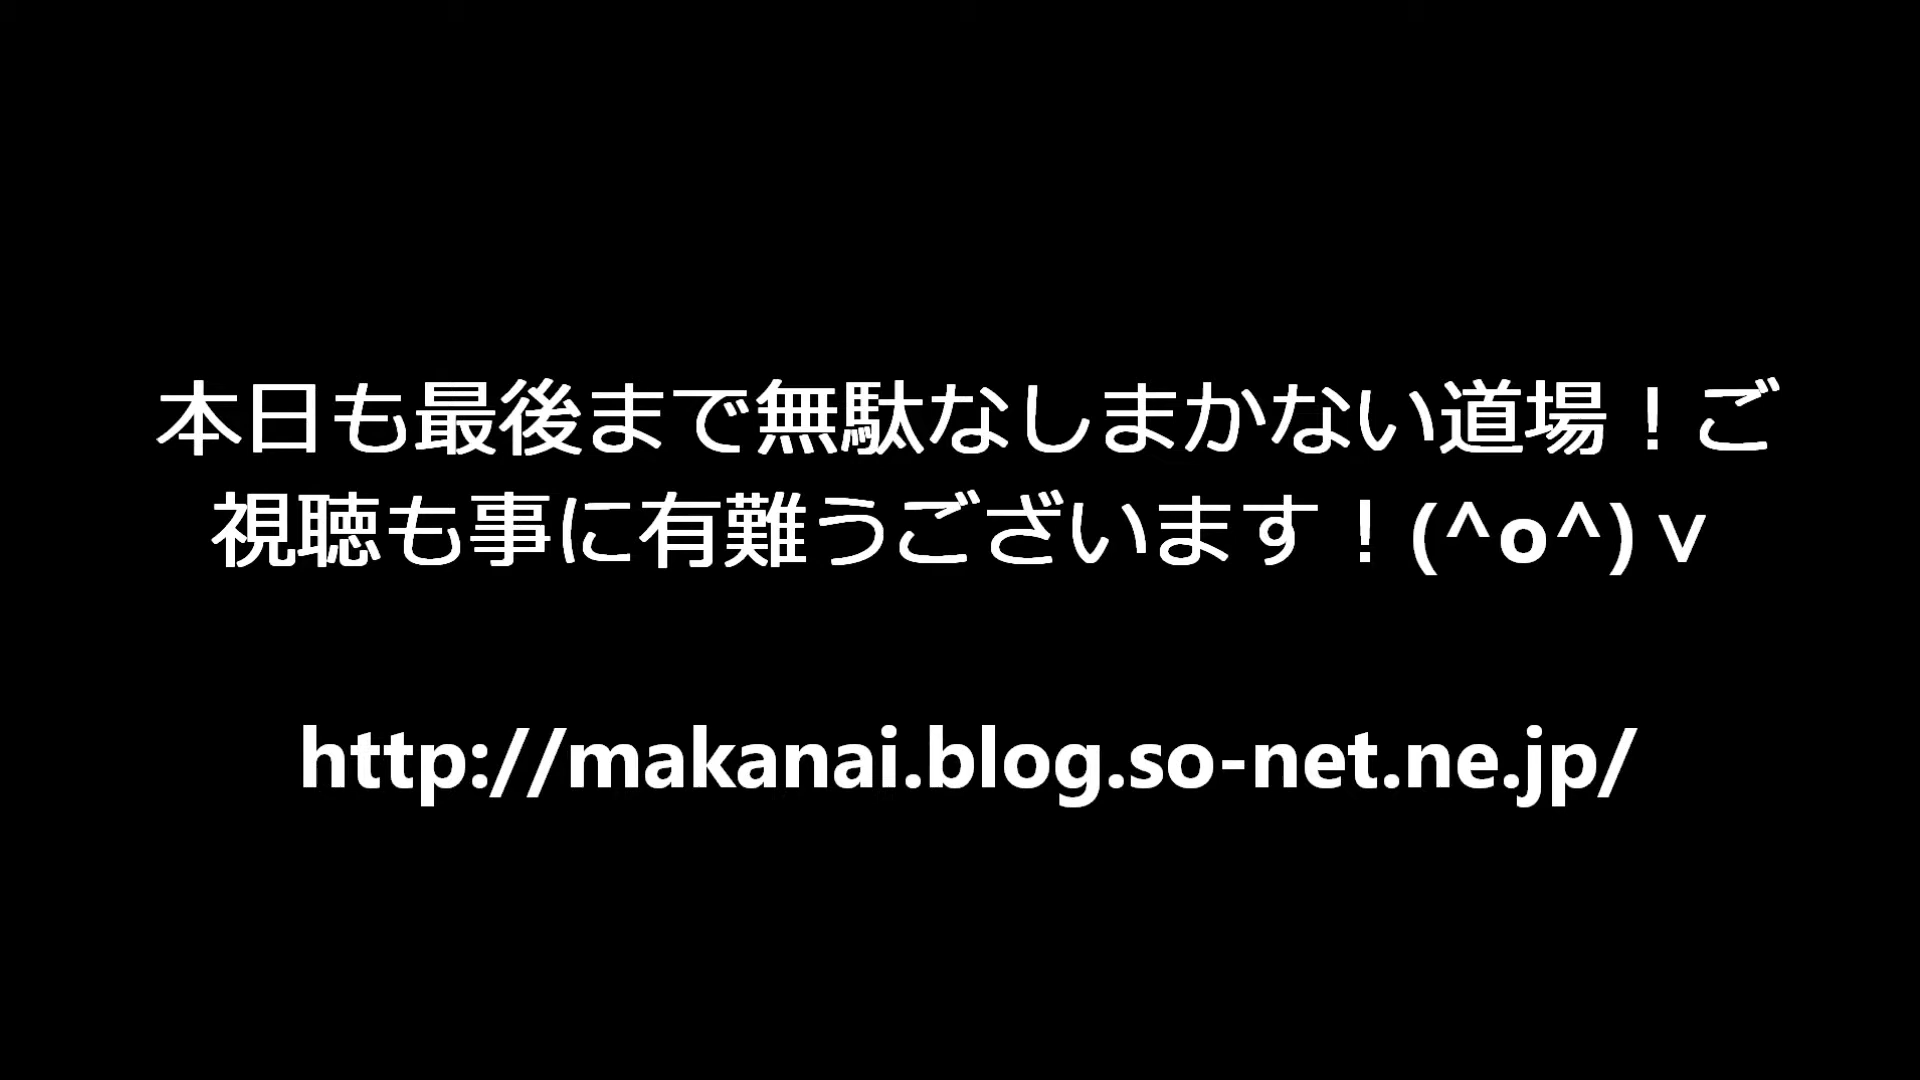 本日も最後まで無駄なしまかない道場！ご
視聴も事に有難うございます！(^o^)ｖ
http://makanai.blog.so-net.ne.jp/